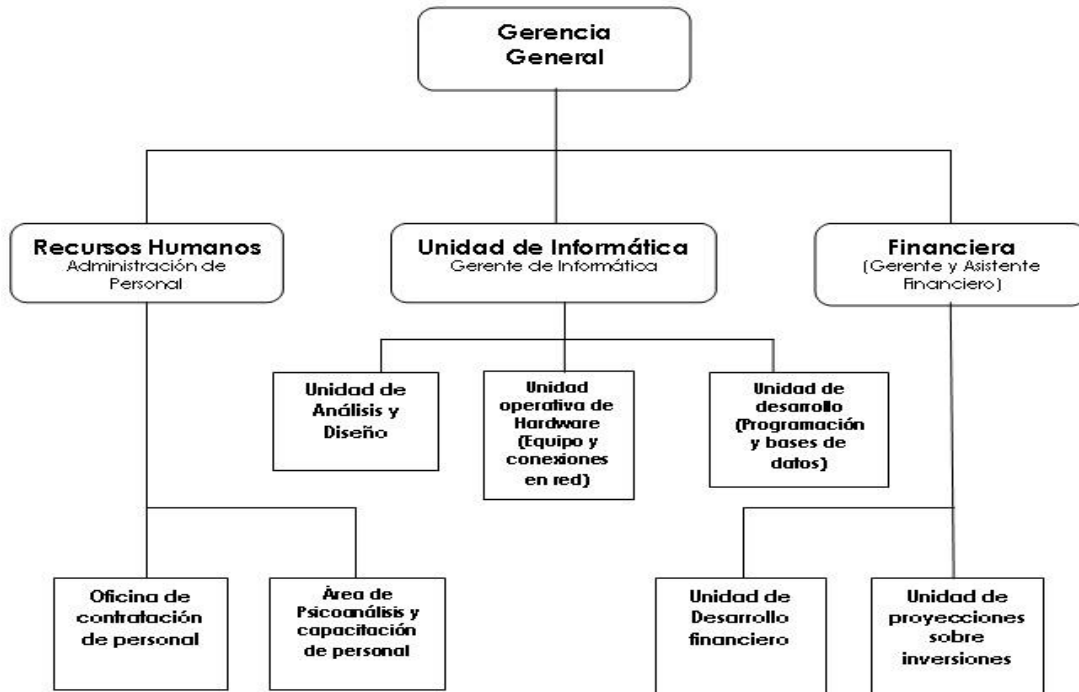 Gerencia
General
Recursos Humanos
Administración de
Personal
Unidad de Informática
Gerente de Informática
Financiera
(Gerente y Asistente
Financiero)
Unidad de
Análisis y
Diseño
Unidad
operativa de
Hardware
(Equipo y
conexiones
en red)
Unidad de
desarrollo
(Programación
y bases de
datos)
Oficina de
contratación
de personal
Área de
Psicoanálisis y
capacitación
de personal
Unidad de
Desarrollo
financiero
Unidad de
proyecciones
sobre
inversiones